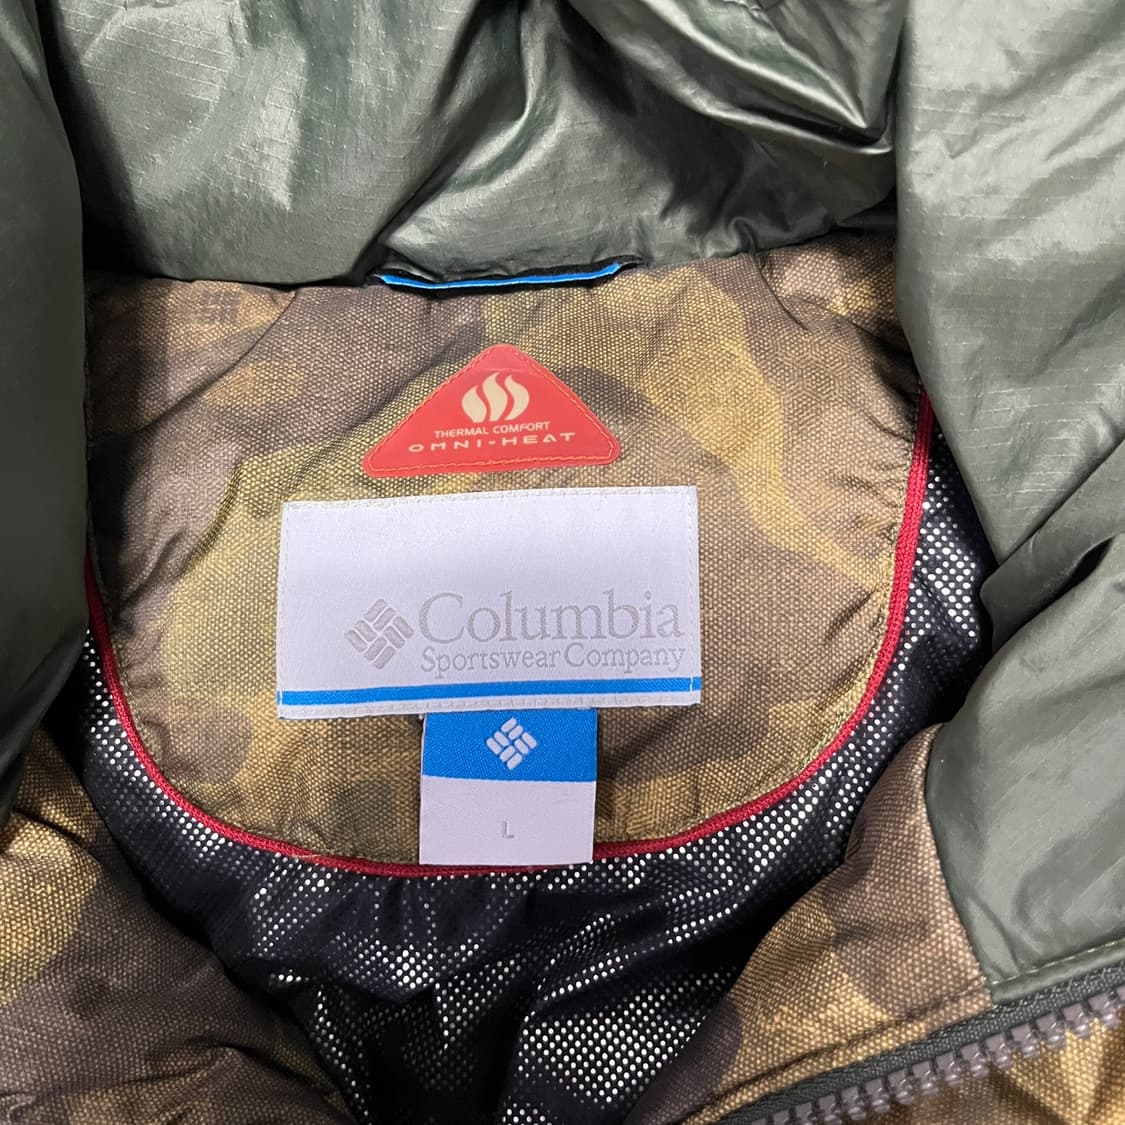 THERMAL COMFORT
OMNI-HEAT
Columbia
Sportswear Company
L